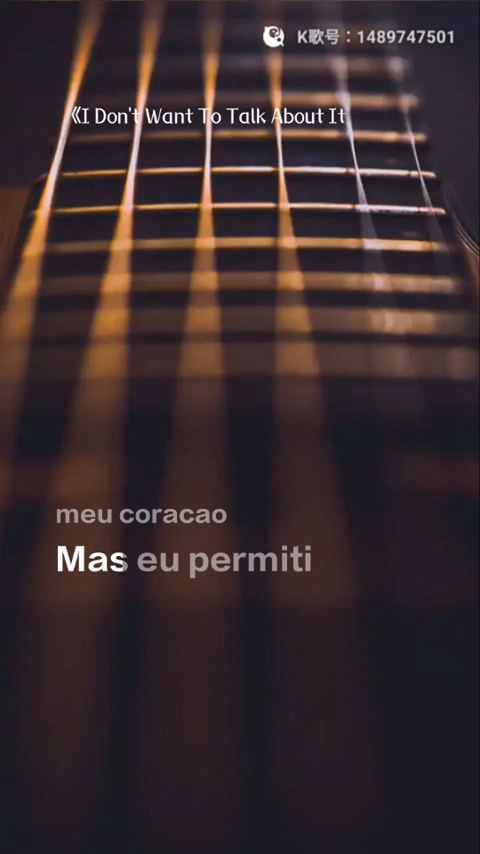 K歌号：1489747501
《I Don't Want To Talk About It
meu coracao
Mas eu permiti